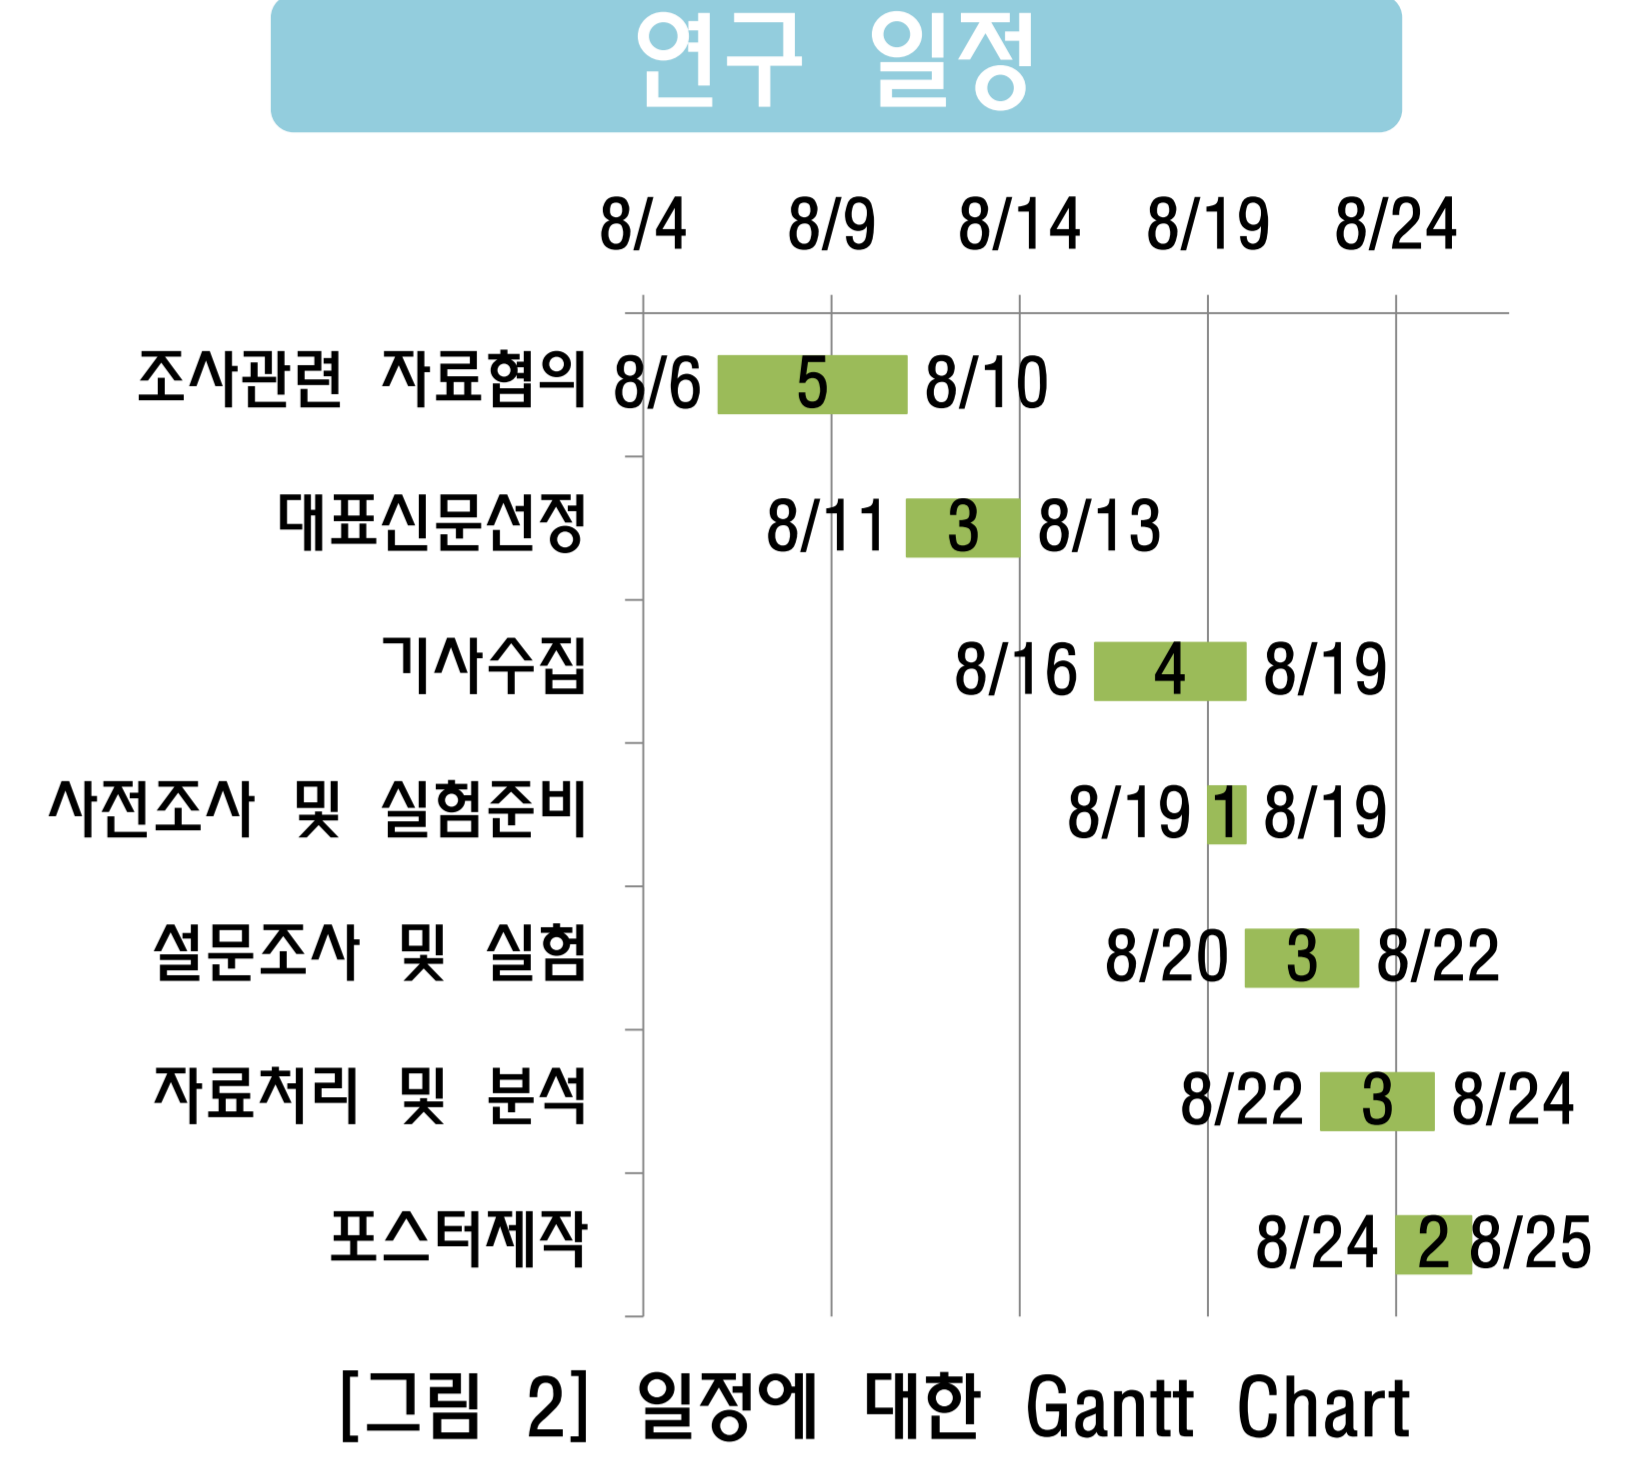 연구 일정
8/4 8/9 8/14 8/19 8/24
조사관련 자료협의 8/6 5 8/10
대표신문선정 8/11 3 8/13
기사수집 8/16 4 8/19
사전조사 및 실험준비 8/19 1 8/19
설문조사 및 실험 8/20 3 8/22
자료처리 및 분석 8/22 3 8/24
포스터제작 8/24 2 8/25
[그림 2] 일정에 대한 Gantt Chart